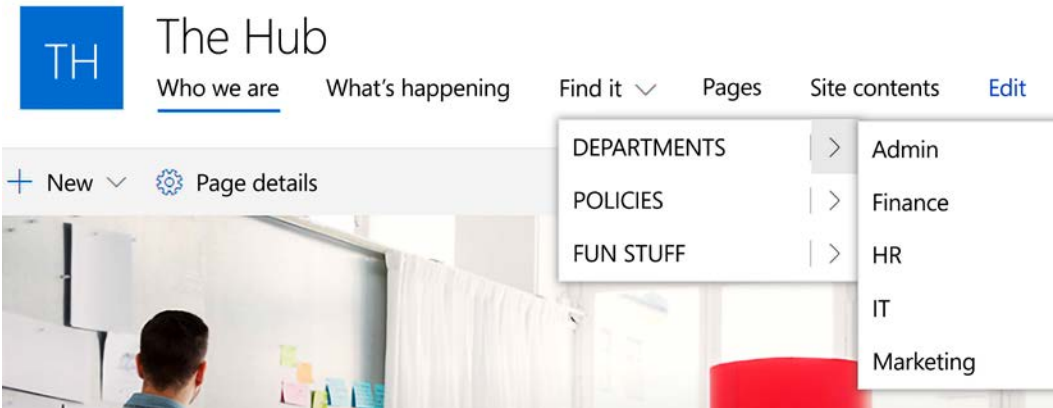 TH
The Hub
Who we are What's happening Find it Pages Site contents Edit
DEPARTMENTS
POLICIES
FUN STUFF
Admin
Finance
HR
IT
Marketing
New Page details